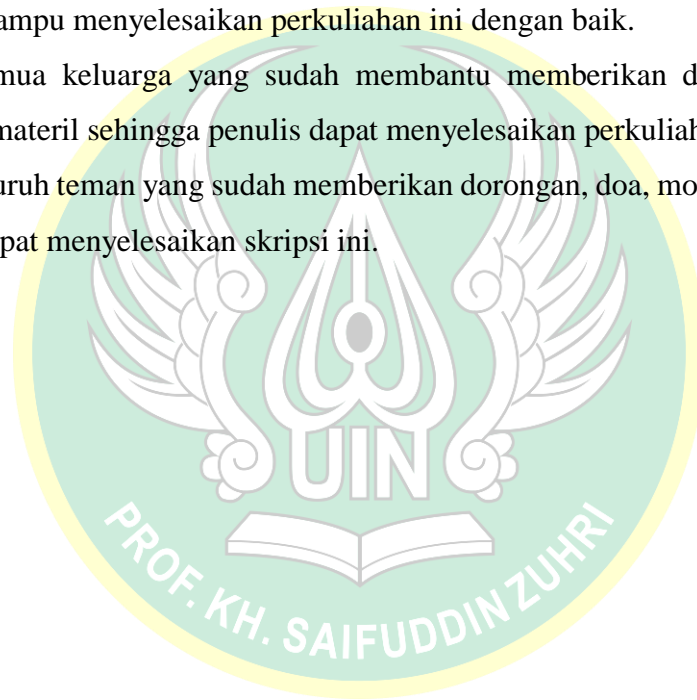 ampu menyelesaikan perkuliahan ini dengan baik.
mua keluarga yang sudah membantu memberikan d
materil sehingga penulis dapat menyelesaikan perkuliah
uruh teman yang sudah memberikan dorongan, doa, mo
pat menyelesaikan skripsi ini.
UIN
PROF. KH. SAIFUDDIN ZUHRI